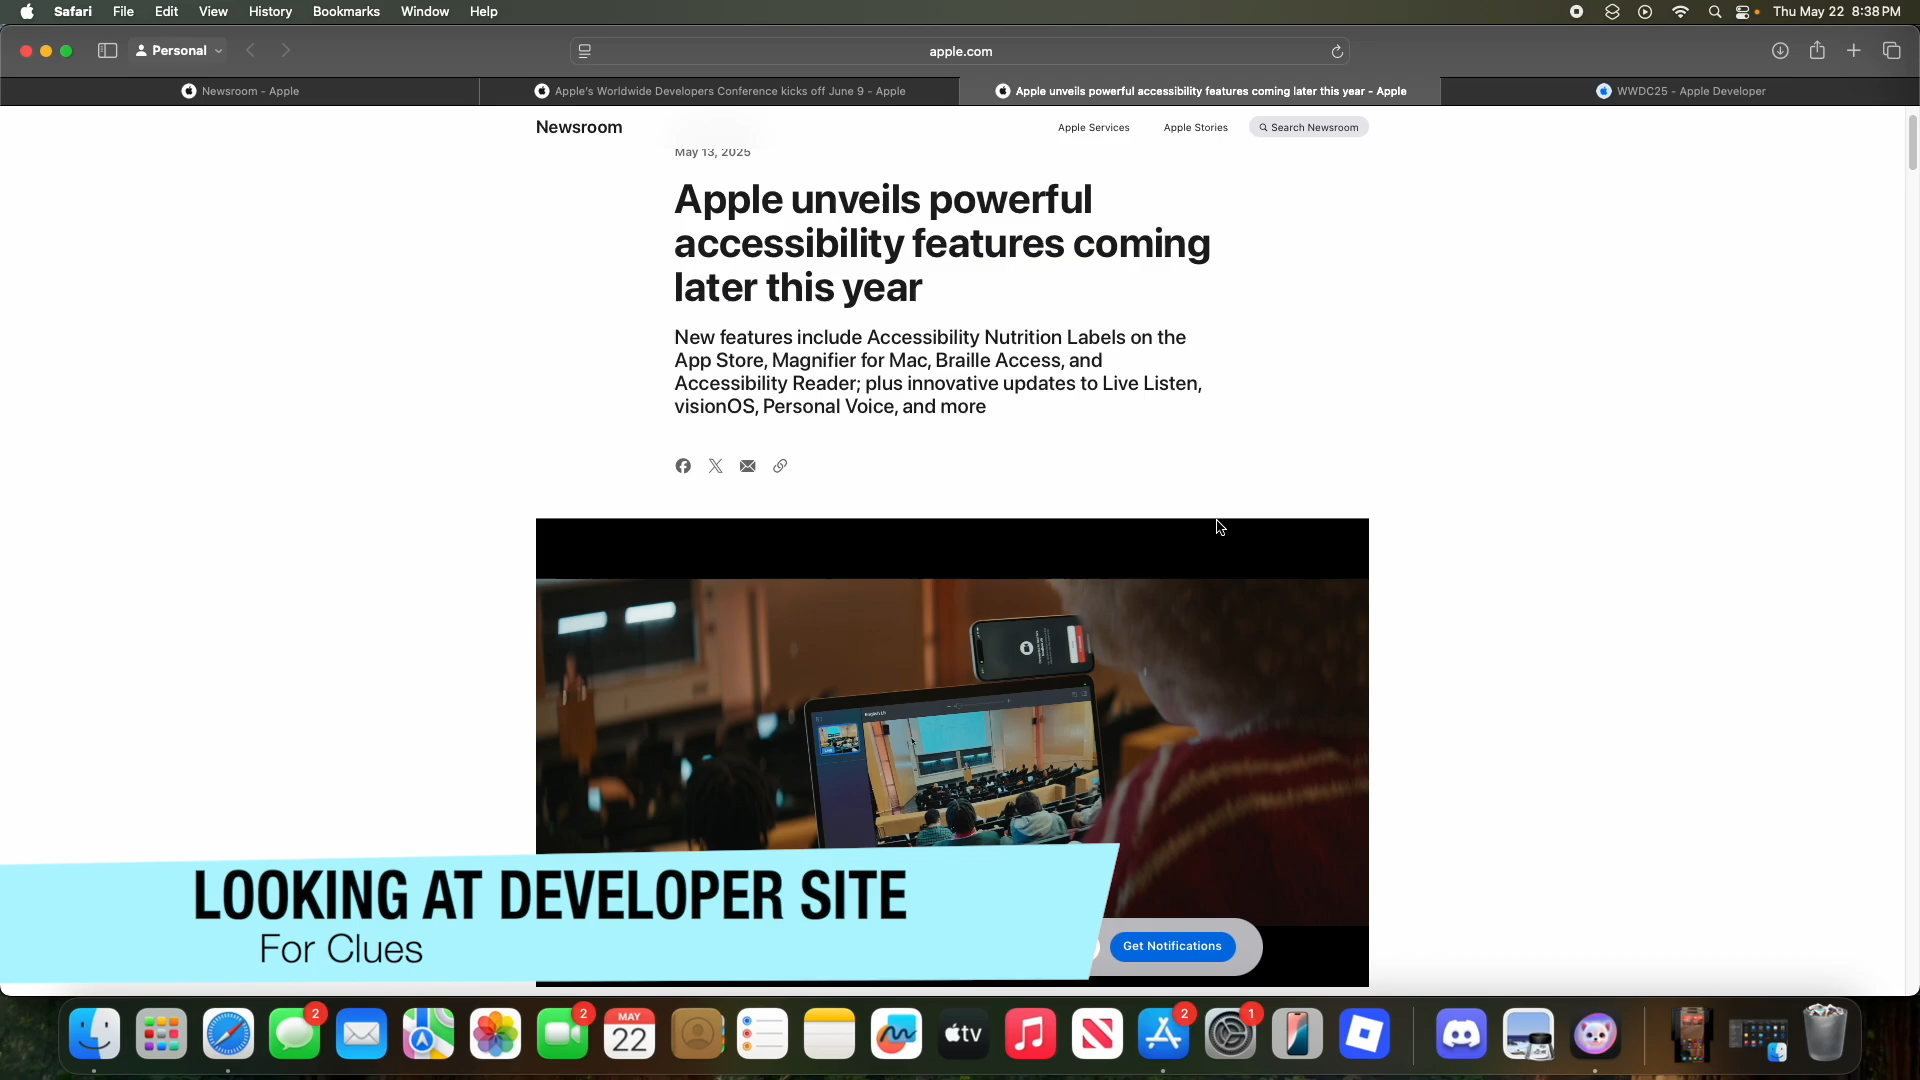 Safari File Edit View History Bookmarks Window Help Thu May 22 8:38 PM
Personal apple.com
Newsroom - Apple
Apple's Worldwide Developers Conference kicks off June 9 - Apple
Apple unveils powerful accessibility features coming later this year - Apple
WWDC25 - Apple Developer
Newsroom Apple Services Apple Stories Search Newsroom
May 13, 2025
Apple unveils powerful
accessibility features coming
later this year
New features include Accessibility Nutrition Labels on the
App Store, Magnifier for Mac, Braille Access, and
Accessibility Reader; plus innovative updates to Live Listen,
visionOS, Personal Voice, and more
LOOKING AT DEVELOPER SITE
For Clues
Get Notifications
2
2
MAY
22
tv
2
1